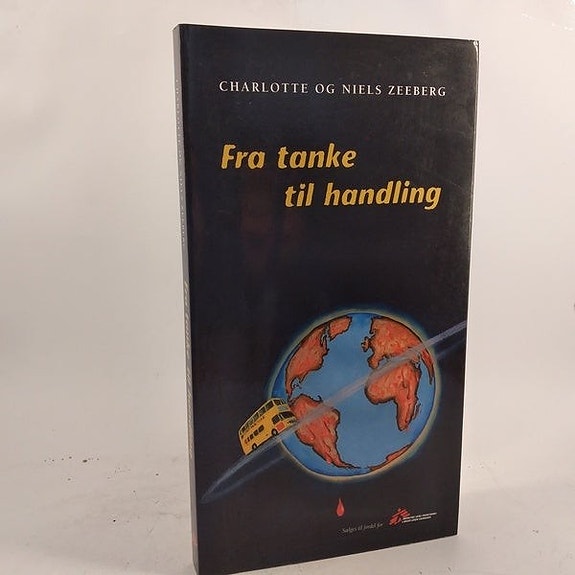 CHARLOTTE OG NIELS ZEEBERG
Fra tanke
til handling
Sælges til fordel for